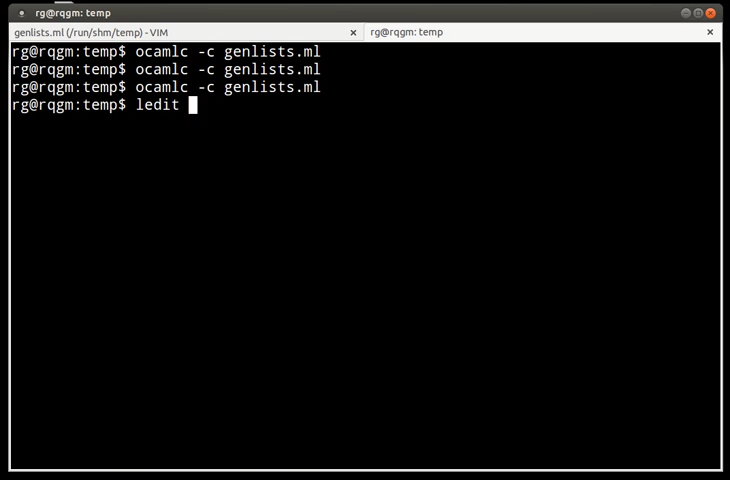 rg@rqgm: temp
genlists.ml (/run/shm/temp) - VIM
rg@rqgm: temp
rg@rqgm:temp$ ocamlc -c genlists.ml
rg@rqgm:temp$ ocamlc -c genlists.ml
rg@rqgm:temp$ ocamlc -c genlists.ml
rg@rqgm:temp$ ledit